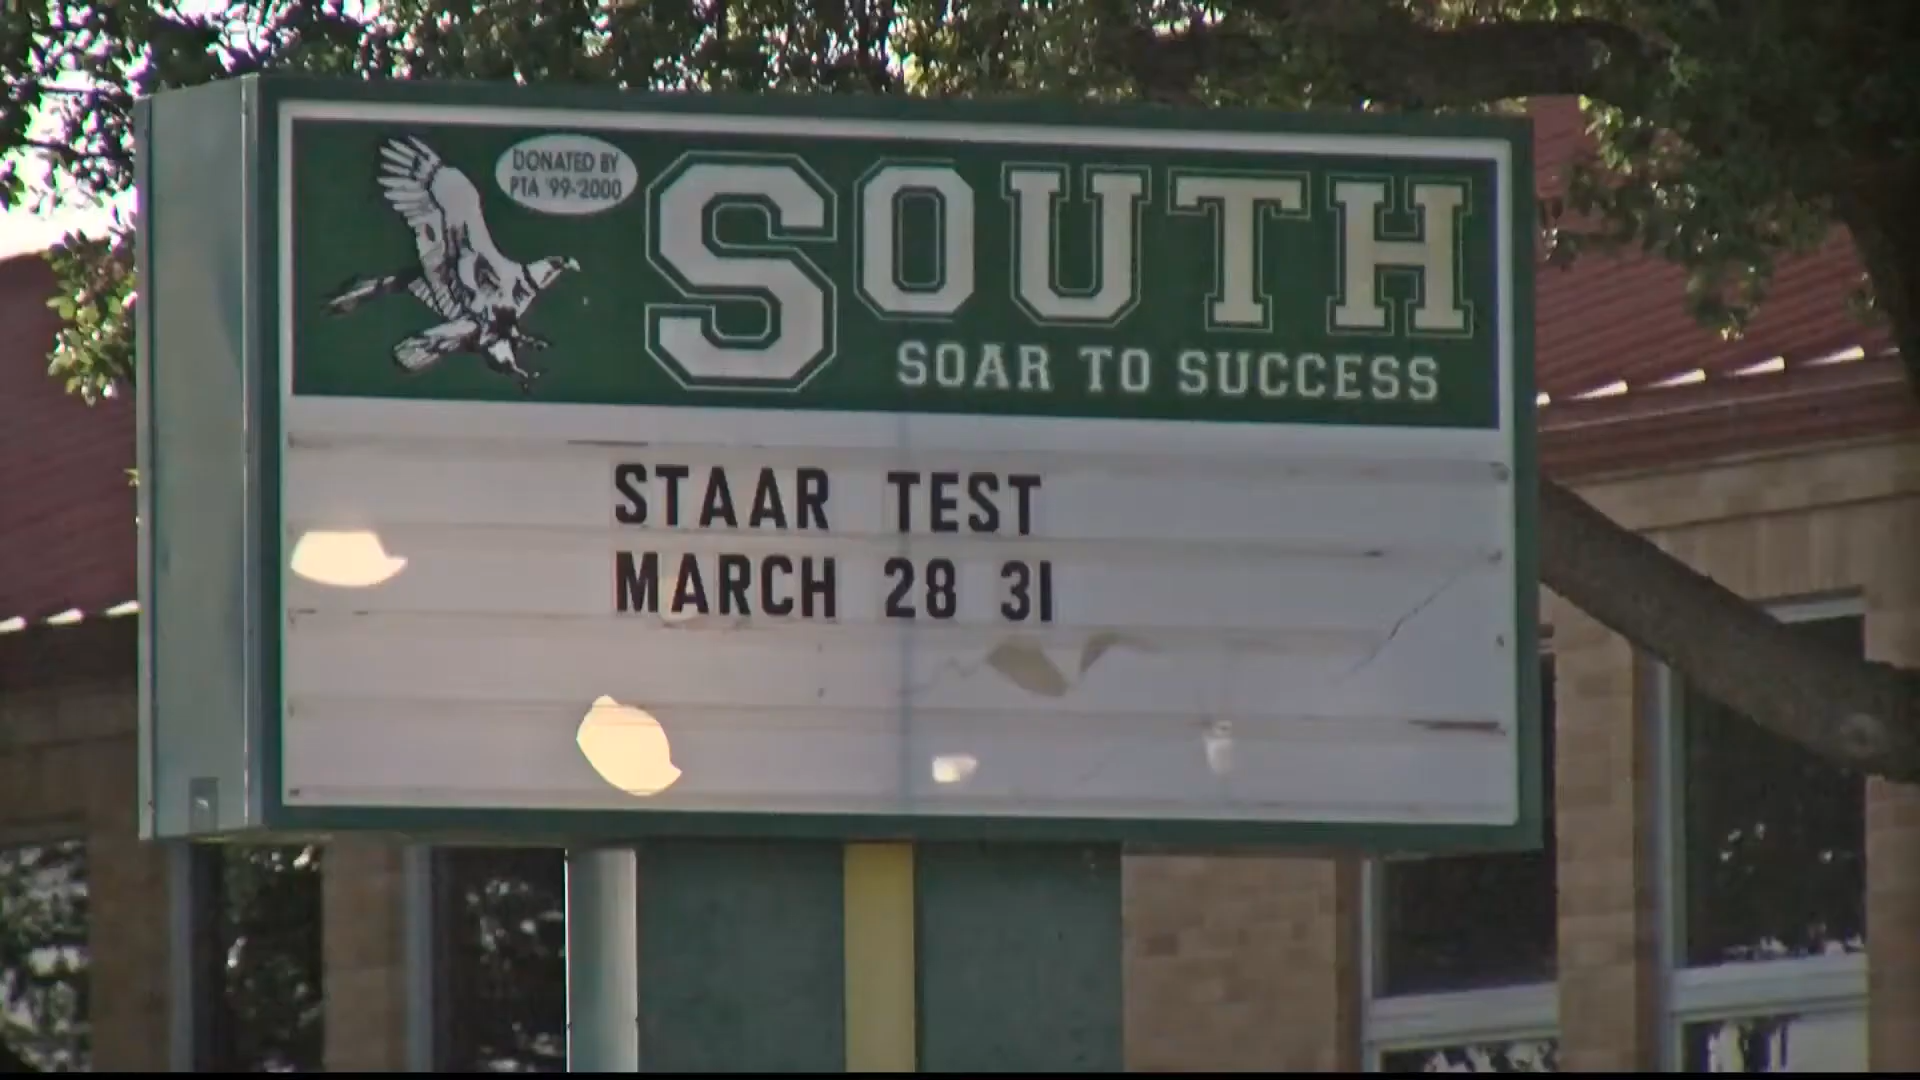 DONATED BY
PTA '99-'2000
SOUTH
SOAR TO SUCCESS
STAAR TEST
MARCH 28 31